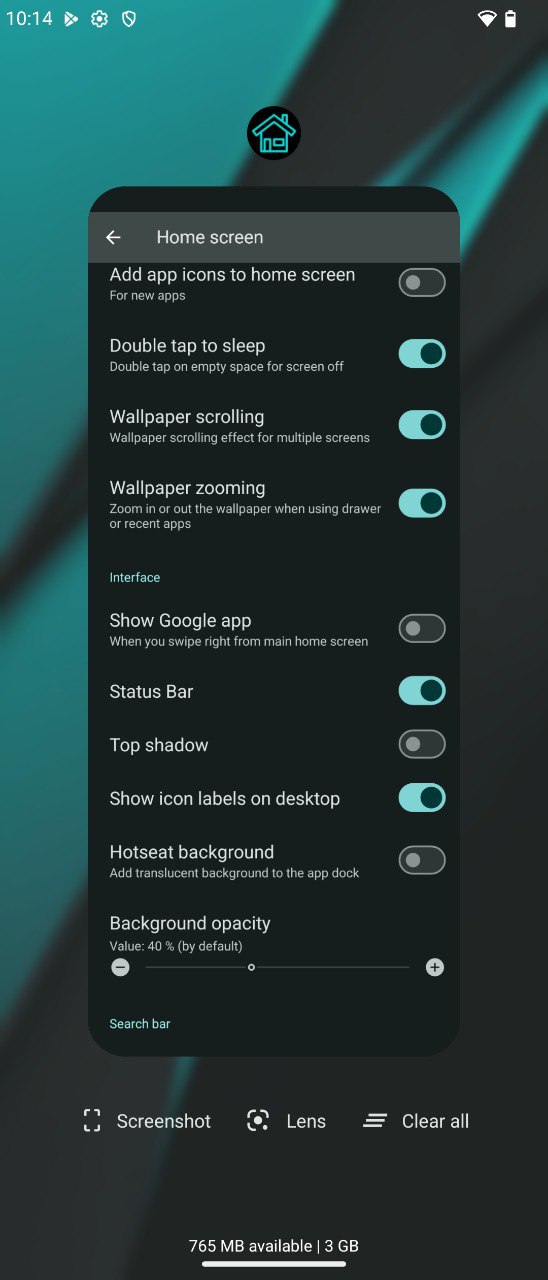 10:14
Home screen
Add app icons to home screen
For new apps
Double tap to sleep
Double tap on empty space for screen off
Wallpaper scrolling
Wallpaper scrolling effect for multiple screens
Wallpaper zooming
Zoom in or out the wallpaper when using drawer
or recent apps
Interface
Show Google app
When you swipe right from main home screen
Status Bar
Top shadow
Show icon labels on desktop
Hotseat background
Add translucent background to the app dock
Background opacity
Value: 40 % (by default)
Search bar
Screenshot Lens Clear all
765 MB available | 3 GB